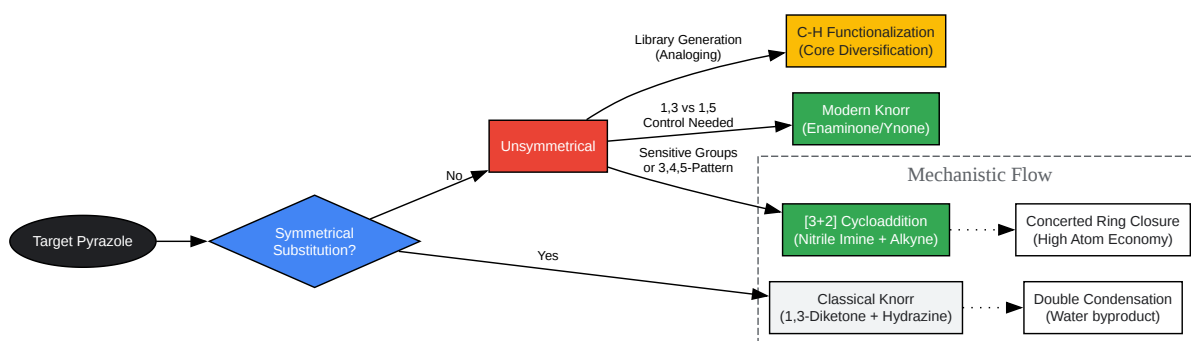 Target Pyrazole
Symmetrical
Substitution?
No
Yes
Unsymmetrical
Library Generation
(Analoging)
1,3 vs 1,5
Control Needed
Sensitive Groups
or 3,4,5-Pattern
C-H Functionalization
(Core Diversification)
Modern Knorr
(Enaminone/Ynone)
Mechanistic Flow
[3+2] Cycloaddition
(Nitrile Imine + Alkyne)
Concerted Ring Closure
(High Atom Economy)
Classical Knorr
(1,3-Diketone + Hydrazine)
Double Condensation
(Water byproduct)